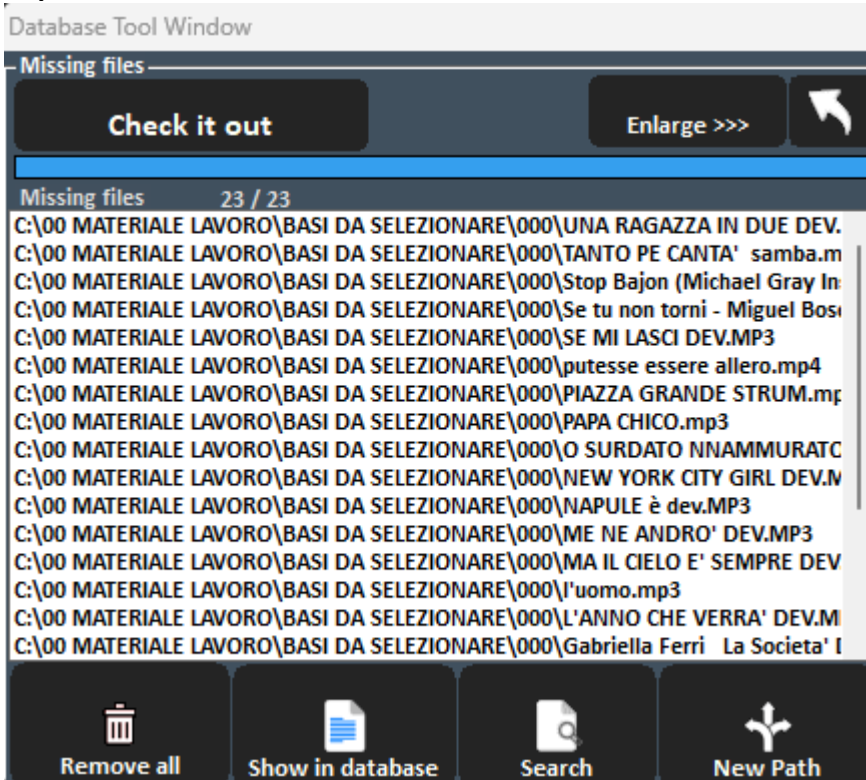 Database Tool Window
Missing files
Check it out
Enlarge >>>
Missing files 23 / 23
C:\00 MATERIALE LAVORO\BASI DA SELEZIONARE\000\UNA RAGAZZA IN DUE DEV.
C:\00 MATERIALE LAVORO\BASI DA SELEZIONARE\000\TANTO PE CANTA'  samba.m
C:\00 MATERIALE LAVORO\BASI DA SELEZIONARE\000\Stop Bajon (Michael Gray In
C:\00 MATERIALE LAVORO\BASI DA SELEZIONARE\000\Se tu non torni - Miguel Bos
C:\00 MATERIALE LAVORO\BASI DA SELEZIONARE\000\SE MI LASCI DEV.MP3
C:\00 MATERIALE LAVORO\BASI DA SELEZIONARE\000\putesse essere allero.mp4
C:\00 MATERIALE LAVORO\BASI DA SELEZIONARE\000\PIAZZA GRANDE STRUM.mp
C:\00 MATERIALE LAVORO\BASI DA SELEZIONARE\000\PAPA CHICO.mp3
C:\00 MATERIALE LAVORO\BASI DA SELEZIONARE\000\O SURDATO NNAMMURATO
C:\00 MATERIALE LAVORO\BASI DA SELEZIONARE\000\NEW YORK CITY GIRL DEV.M
C:\00 MATERIALE LAVORO\BASI DA SELEZIONARE\000\NAPULE è dev.MP3
C:\00 MATERIALE LAVORO\BASI DA SELEZIONARE\000\ME NE ANDRO' DEV.MP3
C:\00 MATERIALE LAVORO\BASI DA SELEZIONARE\000\MA IL CIELO E' SEMPRE DEV
C:\00 MATERIALE LAVORO\BASI DA SELEZIONARE\000\l'uomo.mp3
C:\00 MATERIALE LAVORO\BASI DA SELEZIONARE\000\L'ANNO CHE VERRA' DEV.M
C:\00 MATERIALE LAVORO\BASI DA SELEZIONARE\000\Gabriella Ferri   La Societa'
Remove all
Show in database
Search
New Path